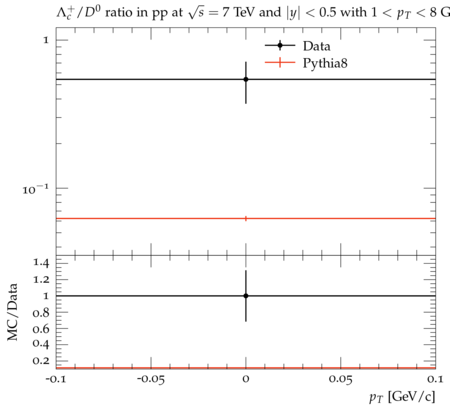 Λc+/D0 ratio in pp at √s = 7 TeV and |y| < 0.5 with 1 < pT < 8 G
1
Data
Pythia8
10−1
MC/Data
1.4
1.2
1
0.8
0.6
0.4
0.2
-0.1 -0.05 0 0.05 0.1
pT [GeV/c]